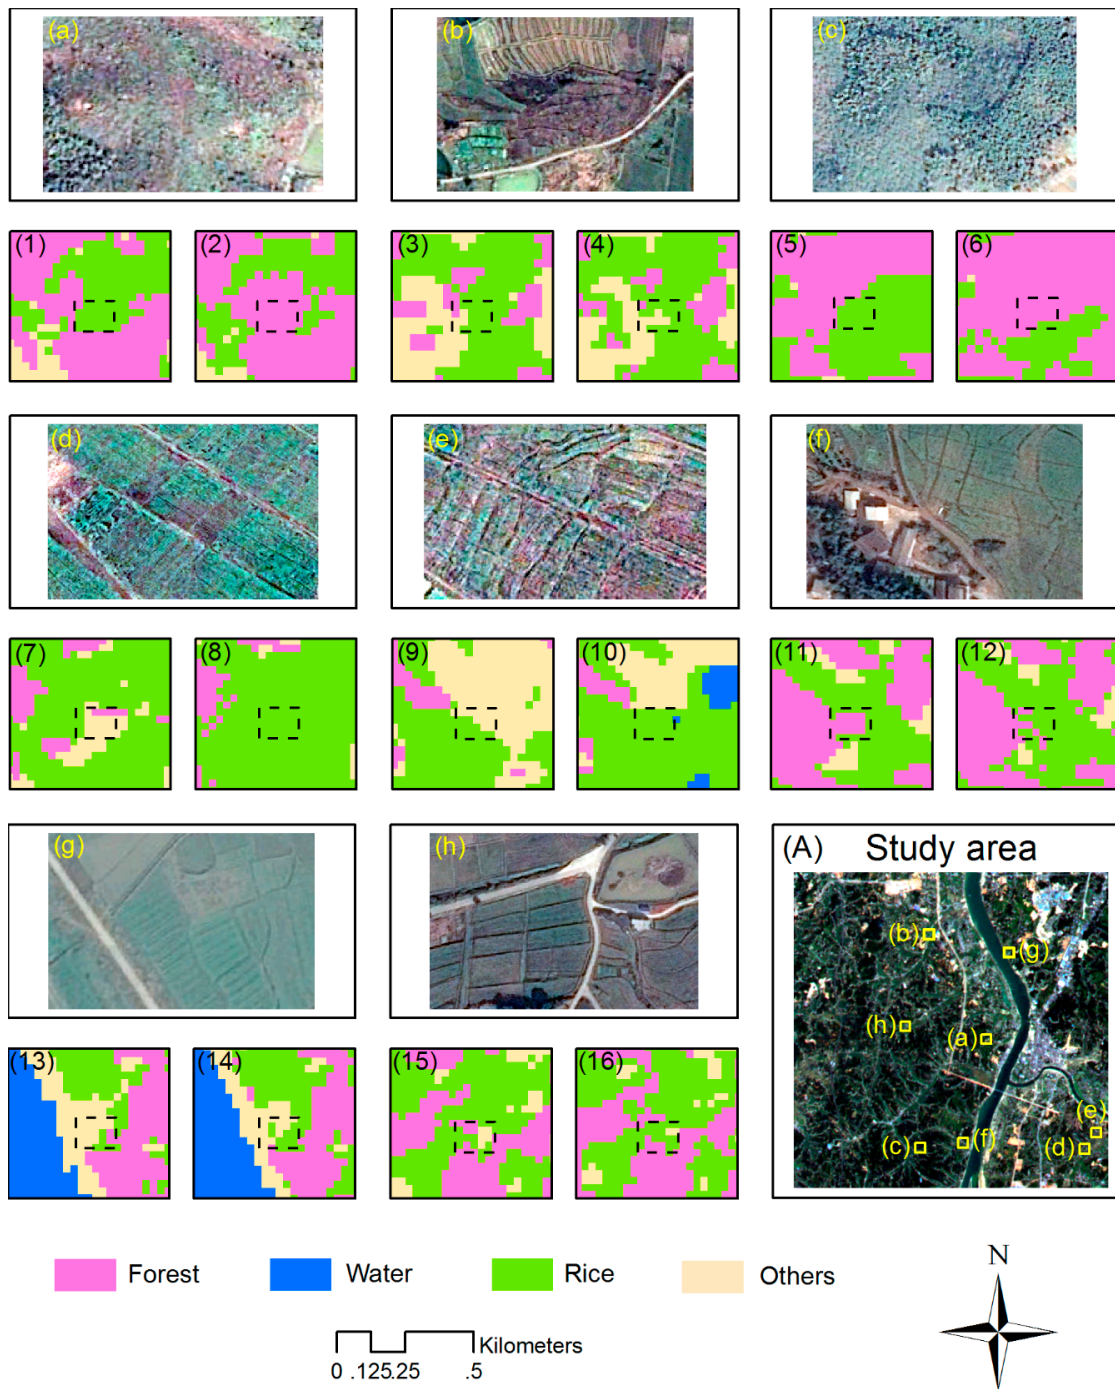 (a) (b) (c)
(1) (2) (3) (4) (5) (6)
(d) (e) (f)
(7) (8) (9) (10) (11) (12)
(g) (h) (A) Study area
(b) (g)
(h) (a)
(e)
(c) (f) (d)
(13) (14) (15) (16)
Forest Water Rice Others
N
Kilometers
0 .125.25 .5